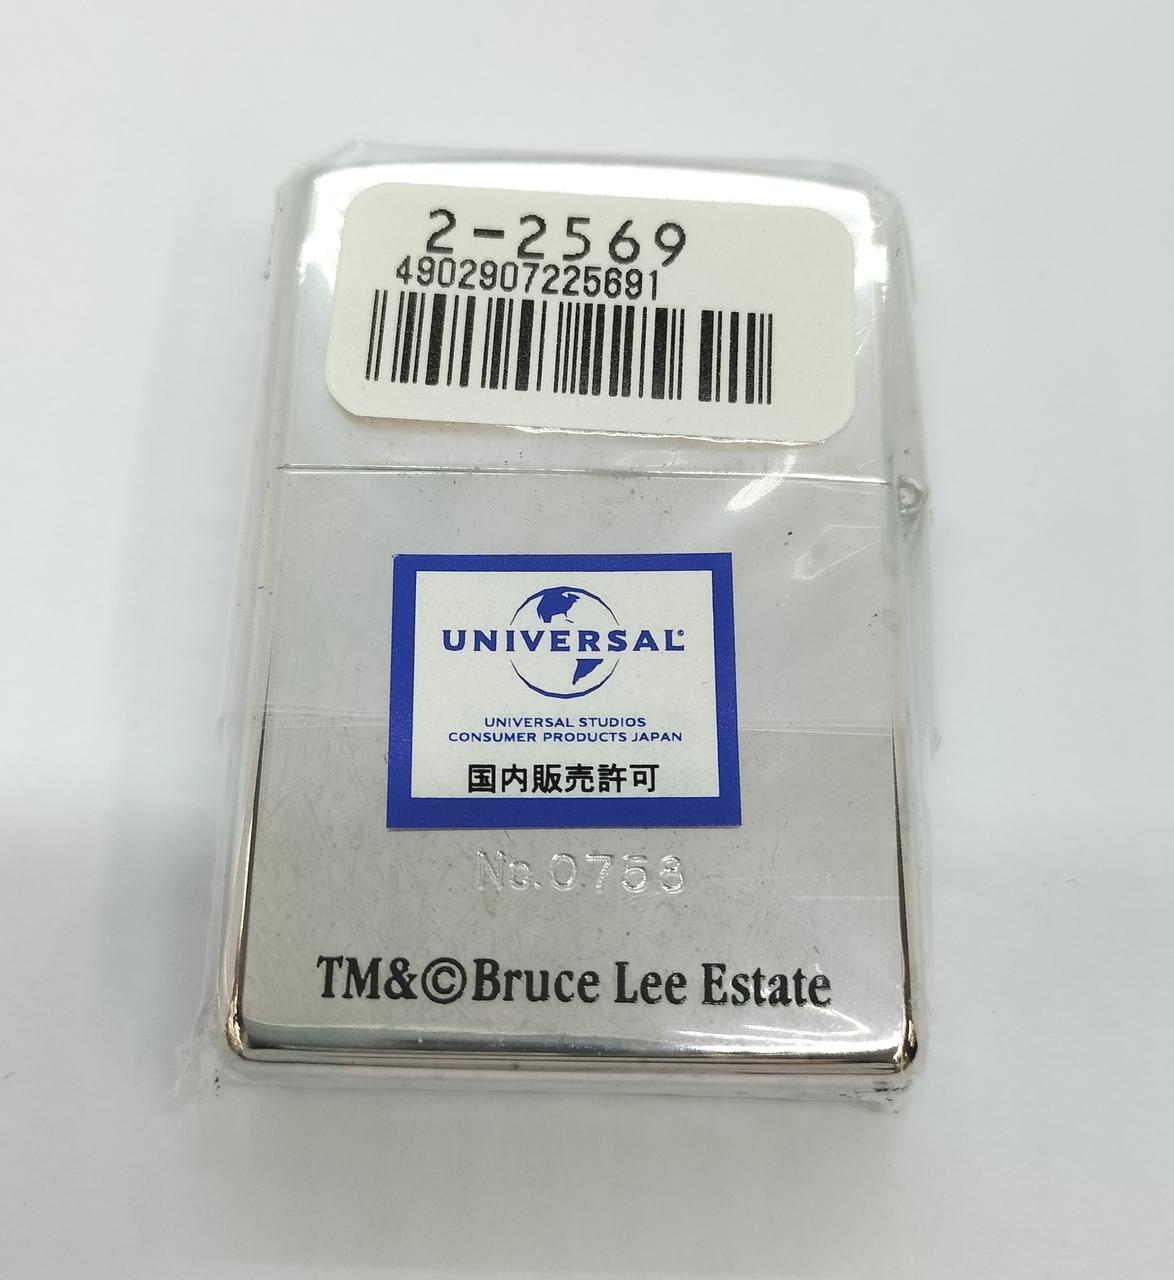 2-2569
4902907225691
UNIVERSAL®
UNIVERSAL STUDIOS
CONSUMER PRODUCTS JAPAN
国内販売許可
No.0758
TM&©Bruce Lee Estate